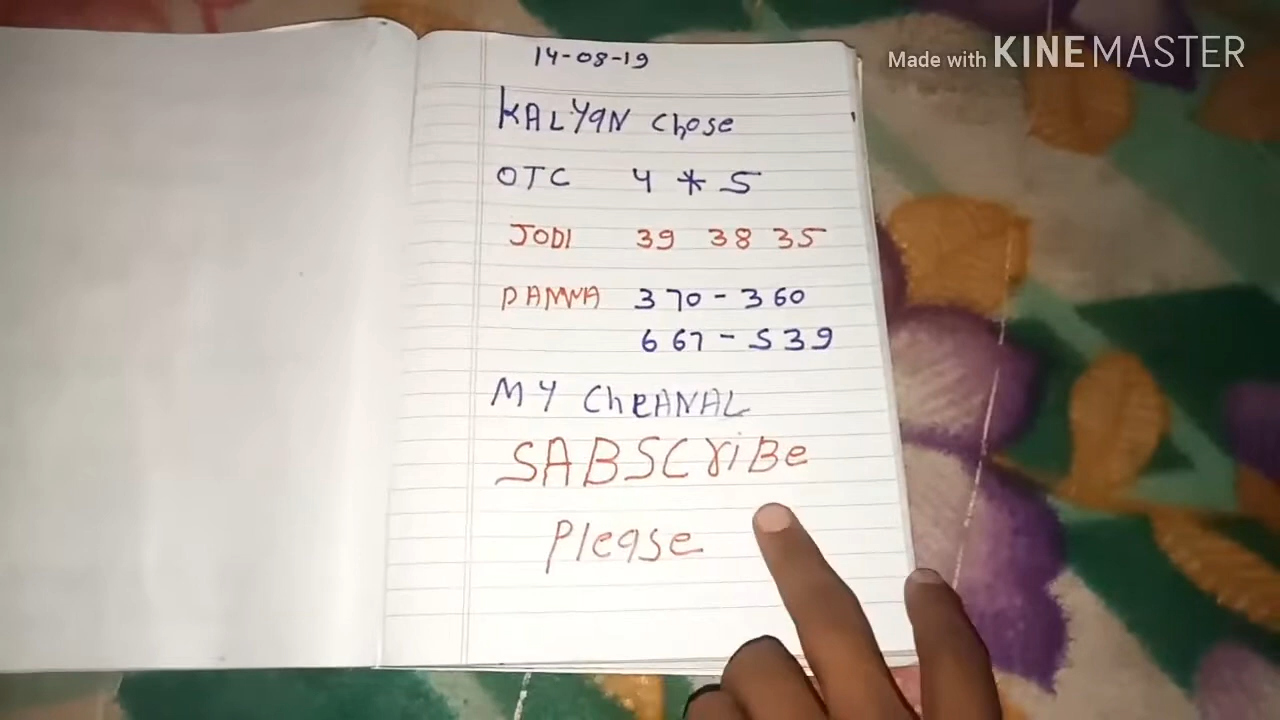 14-08-19
Made with KINEMASTER
KALYAN Chose
OTC 4 * 5
JODI 39 38 35
PANNA 370 - 360
667 - 539
MY ChEANAL
SABSCriBe
Please